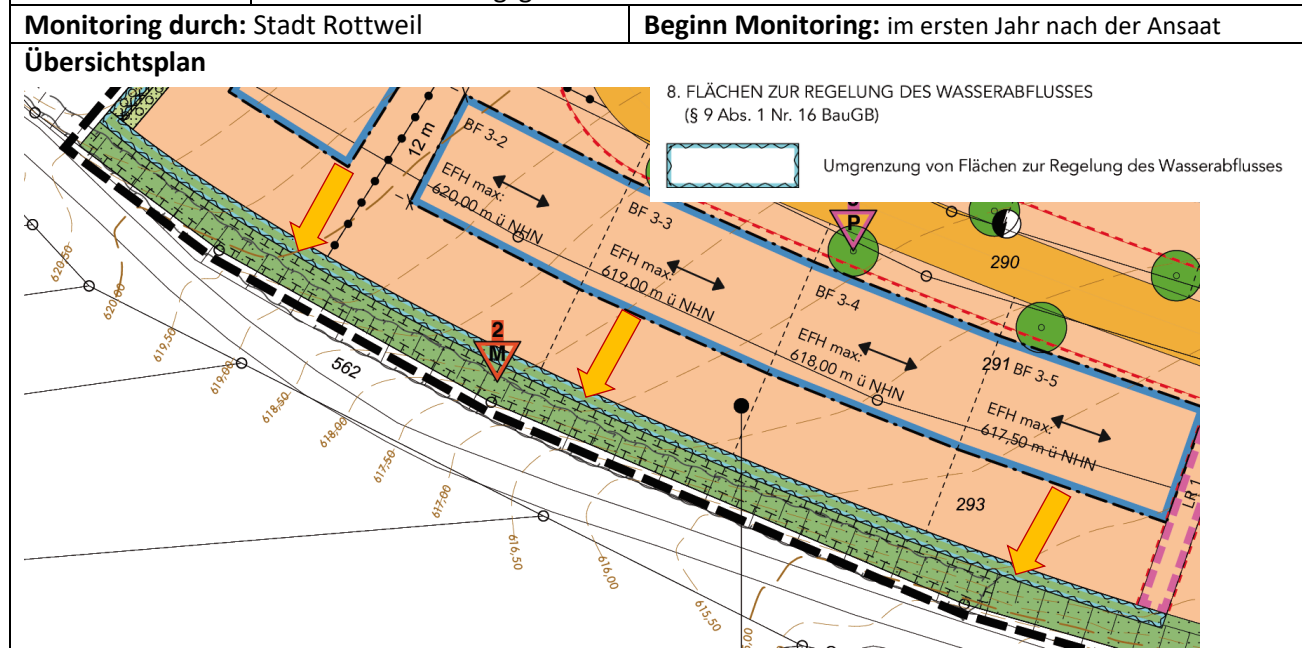 Monitoring durch: Stadt Rottweil
Beginn Monitoring: im ersten Jahr nach der Ansaat
Übersichtsplan
8. FLÄCHEN ZUR REGELUNG DES WASSERABFLUSSES
(§ 9 Abs. 1 Nr. 16 BauGB)
Umgrenzung von Flächen zur Regelung des Wasserabflusses
12 m
BF 3-2
EFH max:
620,00 m ü NHN
BF 3-3
EFH max:
619,00 m ü NHN
BF 3-4
EFH max:
618,00 m ü NHN
291 BF 3-5
EFH max:
617,50 m ü NHN
P
290
293
LR 1
2
M
562
620,50
620,00
619,50
619,00
618,50
618,00
617,50
617,00
616,50
616,00
615,50